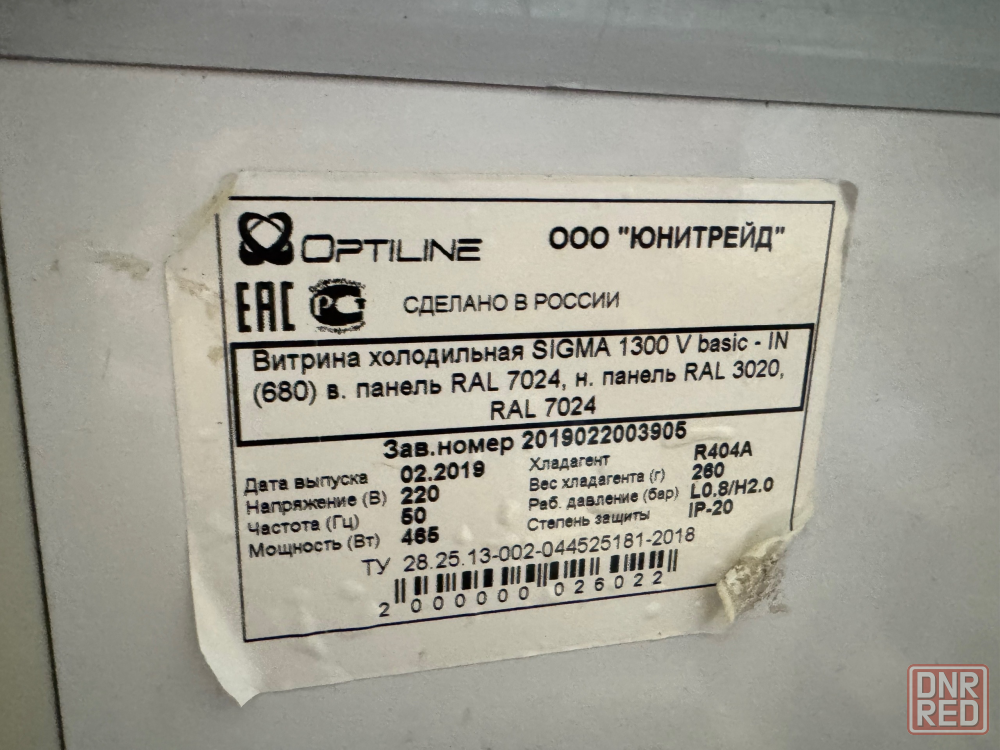 OPTILINE ООО "ЮНИТРЕЙД"
EAC РСТ СДЕЛАНО В РОССИИ
Витрина холодильная SIGMA 1300 V basic - IN
(680) в. панель RAL 7024, н. панель RAL 3020,
RAL 7024
Зав.номер 2019022003905
Дата выпуска 02.2019
Напряжение (В) 220
Частота (Гц) 50
Мощность (Вт) 465
Хладагент R404A
Вес хладагента (г) 260
Раб. давление (бар) L0.8/H2.0
Степень защиты IP-20
ТУ 28.25.13-002-044525181-2018
2 000000 026022
DNR
RED